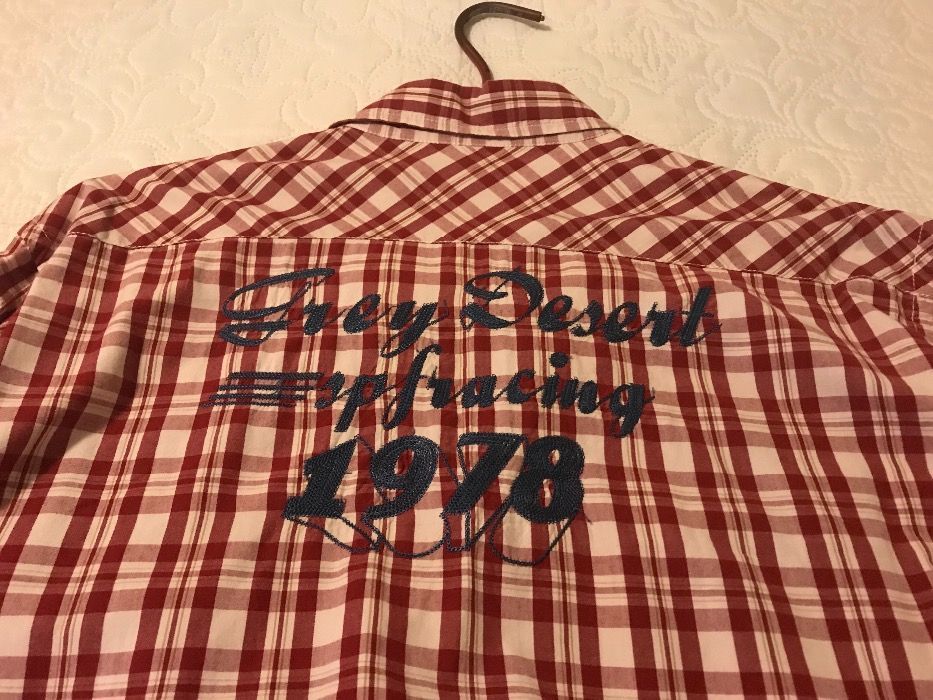 Grey Desert
spfracing
1978